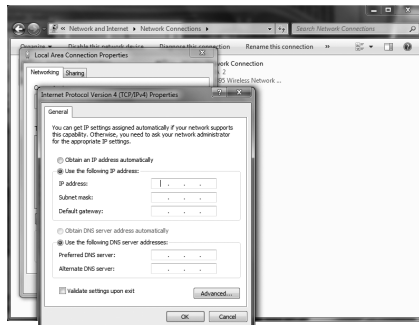 « Network and Internet ▸ Network Connections ▸
Search Network Connections
Organize ▾ Disable this network device Diagnose this connection Rename this connection »
Local Area Connection Properties
Networking Sharing
work Connection
2
95 Wireless Network ...
Internet Protocol Version 4 (TCP/IPv4) Properties
General
You can get IP settings assigned automatically if your network supports
this capability. Otherwise, you need to ask your network administrator
for the appropriate IP settings.
Obtain an IP address automatically
Use the following IP address:
IP address:
Subnet mask:
Default gateway:
Obtain DNS server address automatically
Use the following DNS server addresses:
Preferred DNS server:
Alternate DNS server:
Validate settings upon exit
Advanced...
OK Cancel